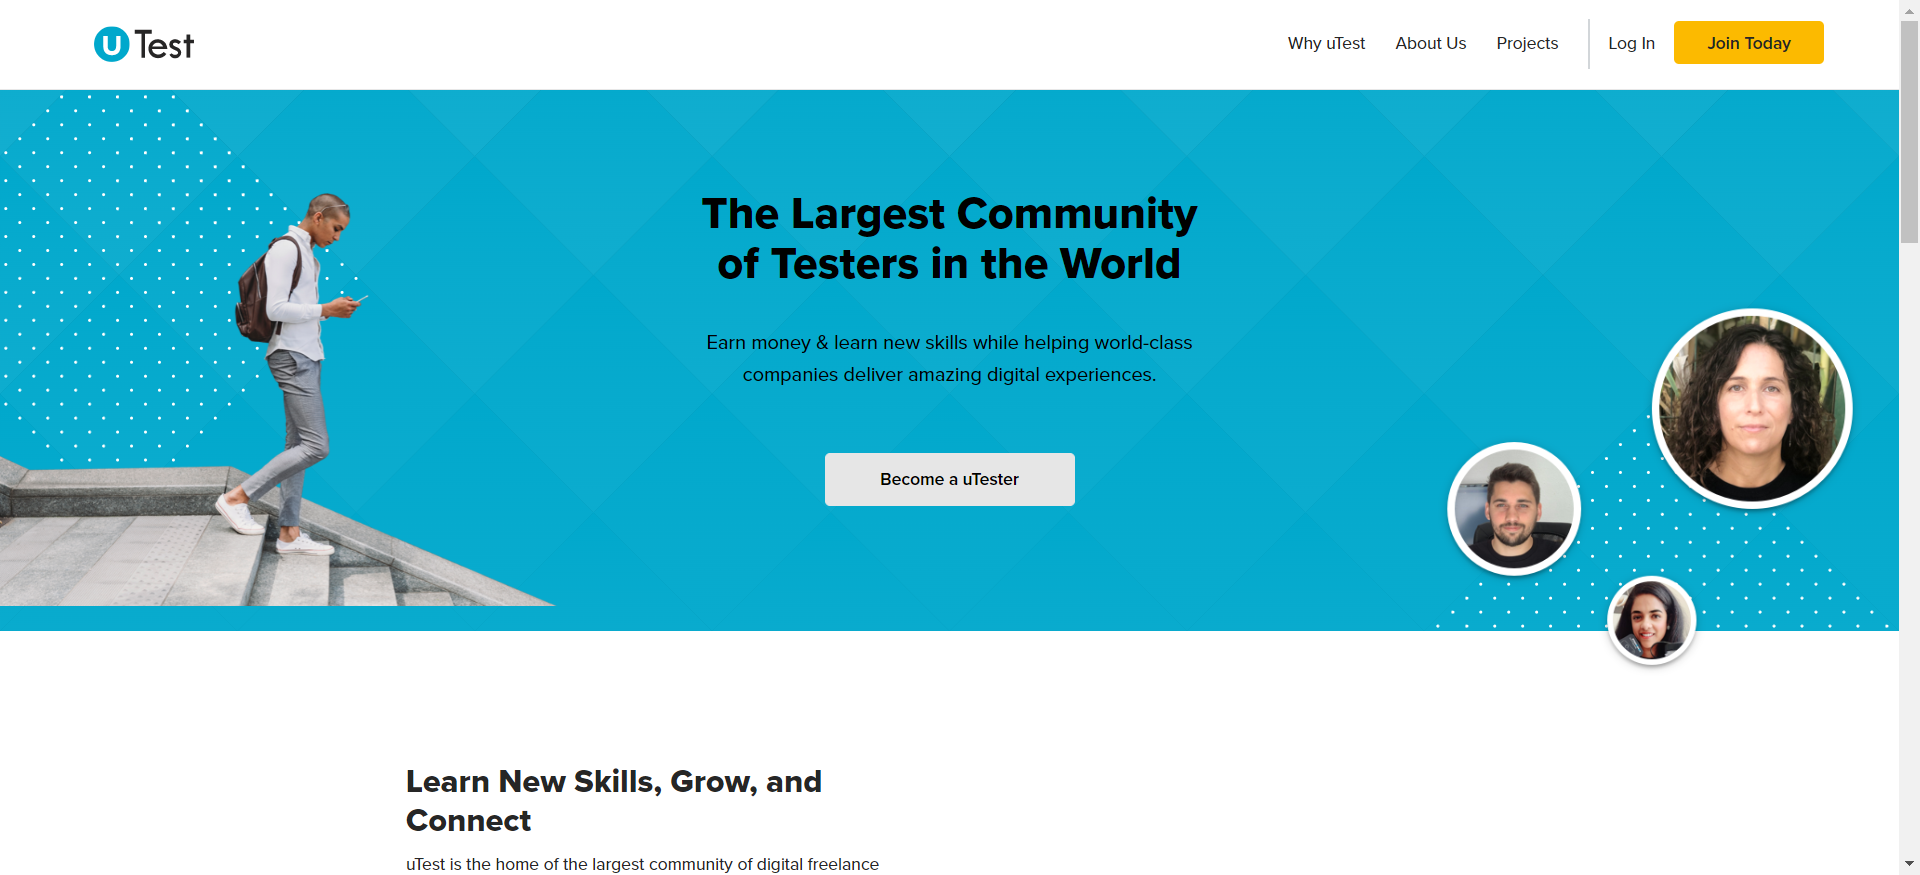 uTest
Why uTest
About Us
Projects
Log In
Join Today
The Largest Community
of Testers in the World
Earn money & learn new skills while helping world-class
companies deliver amazing digital experiences.
Become a uTester
Learn New Skills, Grow, and
Connect
uTest is the home of the largest community of digital freelance